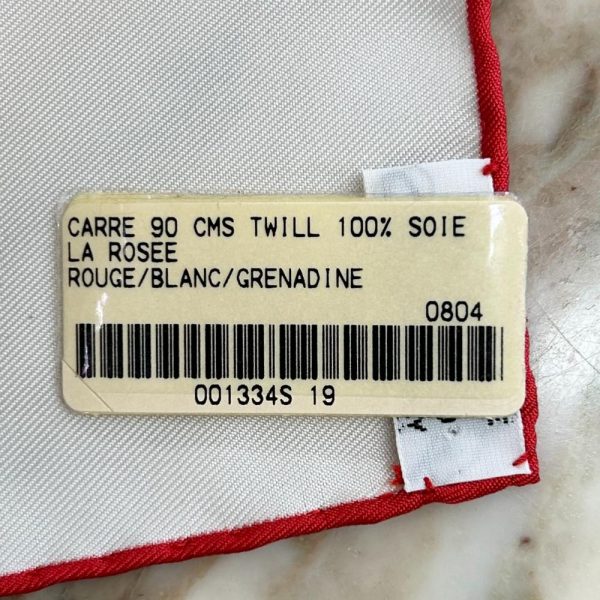 CARRE 90 CMS TWILL 100% SOIE
LA ROSEE
ROUGE/BLANC/GRENADINE
0804
001334S 19